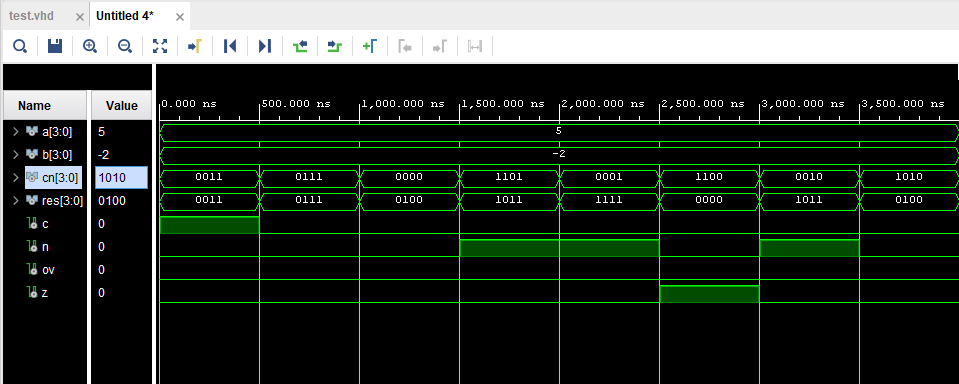 test.vhd × Untitled 4* ×
Name Value
0.000 ns 500.000 ns 1,000.000 ns 1,500.000 ns 2,000.000 ns 2,500.000 ns 3,000.000 ns 3,500.000 ns
a[3:0] 5 5
b[3:0] -2 -2
cn[3:0] 1010 0011 0111 0000 1101 0001 1100 0010 1010
res[3:0] 0100 0011 0111 0100 1011 1111 0000 1011 0100
c 0
n 0
ov 0
z 0